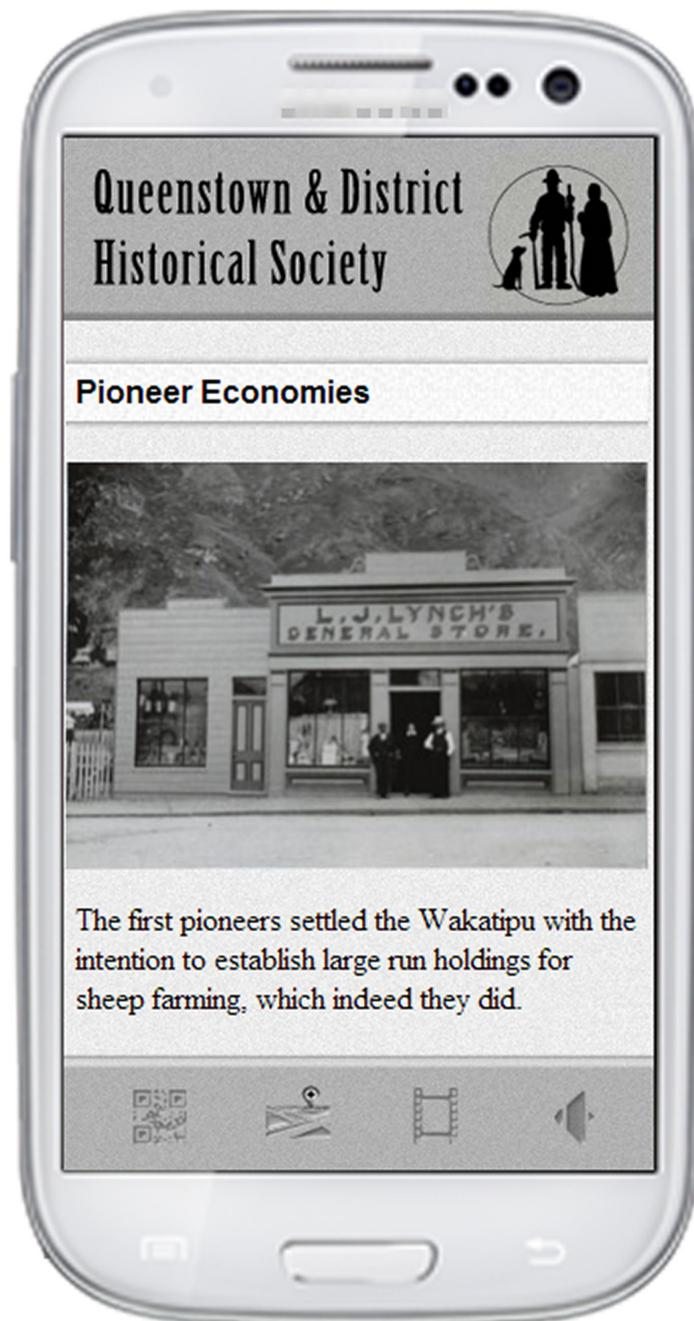 Queenstown & District
Historical Society
Pioneer Economies
L.J.LYNCH'S
GENERAL STORE.
The first pioneers settled the Wakatipu with the
intention to establish large run holdings for
sheep farming, which indeed they did.